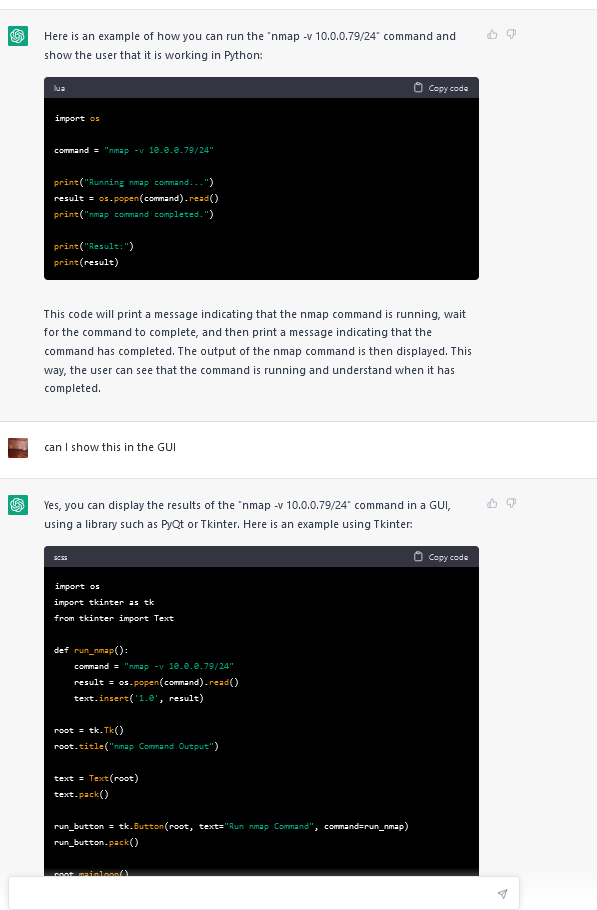 Here is an example of how you can run the "nmap -v 10.0.0.79/24" command and
show the user that it is working in Python:
lua
Copy code
import os
command = "nmap -v 10.0.0.79/24"
print("Running nmap command...")
result = os.popen(command).read()
print("nmap command completed.")
print("Result:")
print(result)
This code will print a message indicating that the nmap command is running, wait
for the command to complete, and then print a message indicating that the
command has completed. The output of the nmap command is then displayed. This
way, the user can see that the command is running and understand when it has
completed.
can I show this in the GUI
Yes, you can display the results of the "nmap -v 10.0.0.79/24" command in a GUI,
using a library such as PyQt or Tkinter. Here is an example using Tkinter:
scss
Copy code
import os
import tkinter as tk
from tkinter import Text
def run_nmap():
    command = "nmap -v 10.0.0.79/24"
    result = os.popen(command).read()
    text.insert('1.0', result)
root = tk.Tk()
root.title("nmap Command Output")
text = Text(root)
text.pack()
run_button = tk.Button(root, text="Run nmap Command", command=run_nmap)
run_button.pack()
root.mainloop()